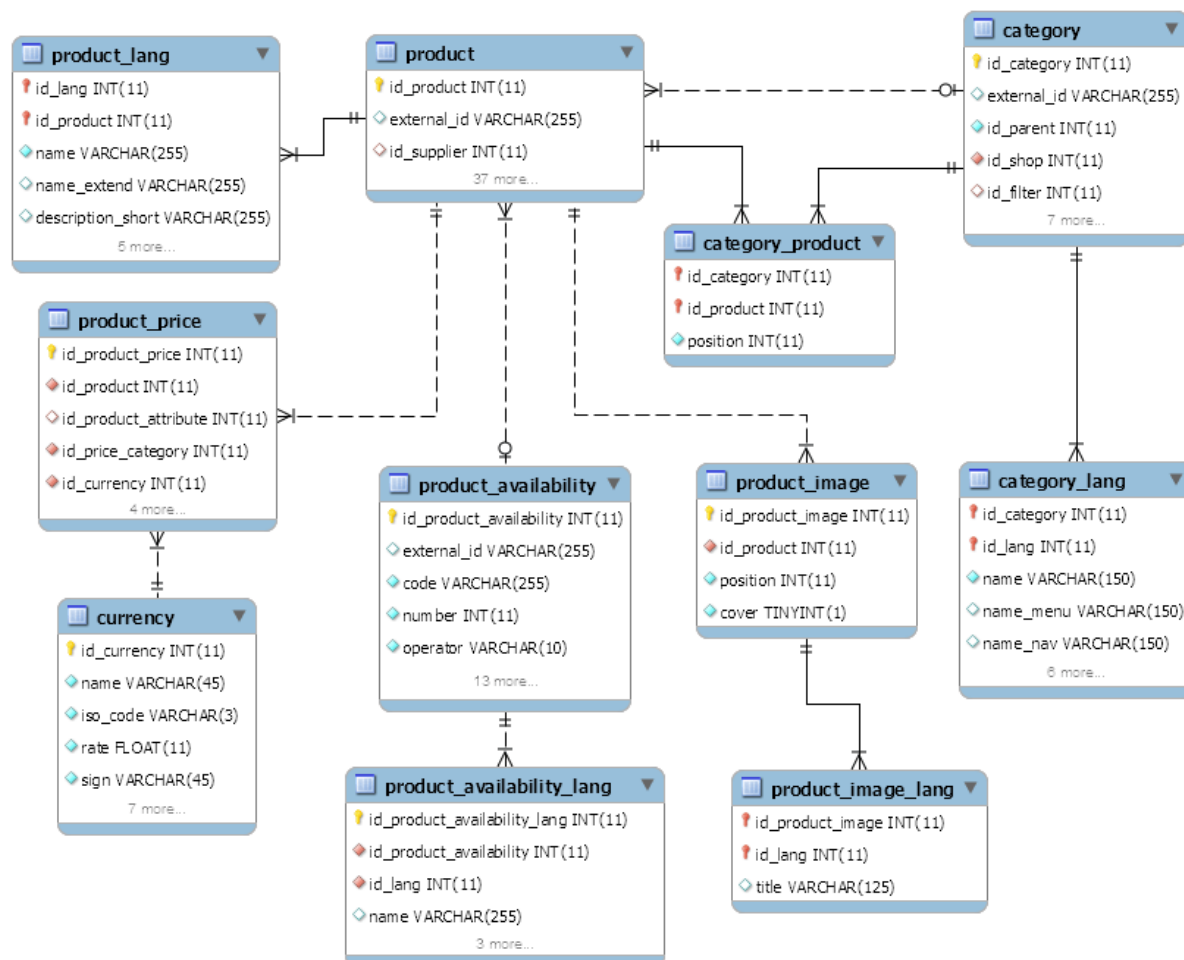 product_lang
id_lang INT(11)
id_product INT(11)
name VARCHAR(255)
name_extend VARCHAR(255)
description_short VARCHAR(255)
6 more...
product
id_product INT(11)
external_id VARCHAR(255)
id_supplier INT(11)
37 more...
category
id_category INT(11)
external_id VARCHAR(255)
id_parent INT(11)
id_shop INT(11)
id_filter INT(11)
7 more...
category_product
id_category INT(11)
id_product INT(11)
position INT(11)
product_price
id_product_price INT(11)
id_product INT(11)
id_product_attribute INT(11)
id_price_category INT(11)
id_currency INT(11)
4 more...
product_availability
id_product_availability INT(11)
external_id VARCHAR(255)
code VARCHAR(255)
number INT(11)
operator VARCHAR(10)
13 more...
product_image
id_product_image INT(11)
id_product INT(11)
position INT(11)
cover TINYINT(1)
category_lang
id_category INT(11)
id_lang INT(11)
name VARCHAR(150)
name_menu VARCHAR(150)
name_nav VARCHAR(150)
6 more...
currency
id_currency INT(11)
name VARCHAR(45)
iso_code VARCHAR(3)
rate FLOAT(11)
sign VARCHAR(45)
7 more...
product_availability_lang
id_product_availability_lang INT(11)
id_product_availability INT(11)
id_lang INT(11)
name VARCHAR(255)
3 more...
product_image_lang
id_product_image INT(11)
id_lang INT(11)
title VARCHAR(125)